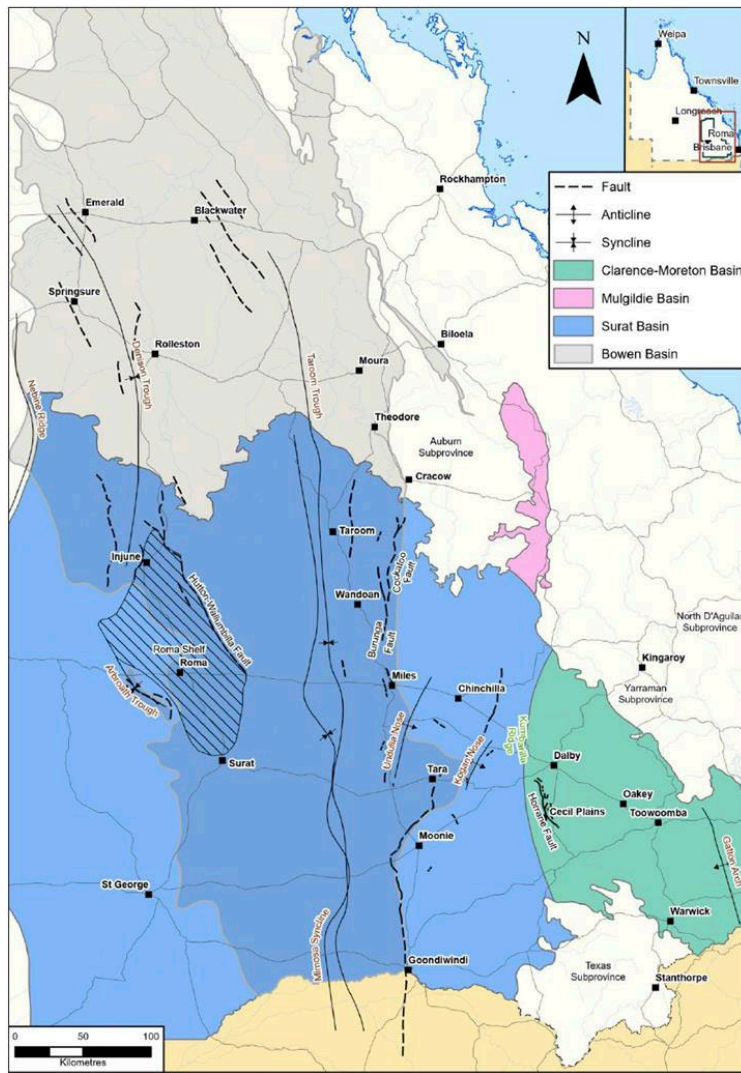 N
Weipa
Townsville
Longreach
Roma
Brisbane
Fault
Anticline
Syncline
Clarence-Moreton Basin
Mulgildie Basin
Surat Basin
Bowen Basin
Rockhampton
Emerald
Blackwater
Springsure
Rolleston
Denison Trough
Taroom Trough
Biloela
Moura
Nebine Ridge
Theodore
Auburn
Subprovince
Cracow
Taroom
Injune
Cockatoo
Fault
Wandoan
Burunga
Fault
Hutton-Wallumbilla Fault
North D'Aguilar
Subprovince
Roma Shelf
Roma
Kingaroy
Yarraman
Subprovince
Arbroath Trough
Miles
Chinchilla
Undulla Nose
Kogan Nose
Kumbarilla
Ridge
Surat
Tara
Dalby
Cecil Plains
Horrane Fault
Oakey
Toowoomba
Moonie
Gatton Arch
St George
Warwick
Mimosa Syncline
Goondiwindi
Texas
Subprovince
Stanthorpe
0 50 100
Kilometres